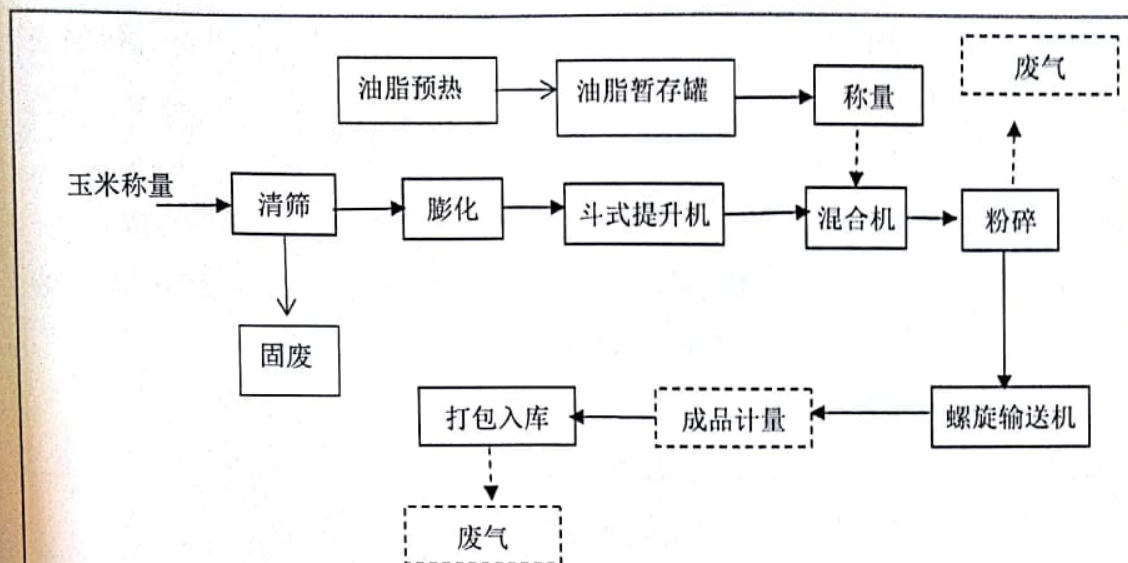 废气
油脂预热
油脂暂存罐
称量
玉米称量
清筛
膨化
斗式提升机
混合机
粉碎
固废
打包入库
成品计量
螺旋输送机
废气